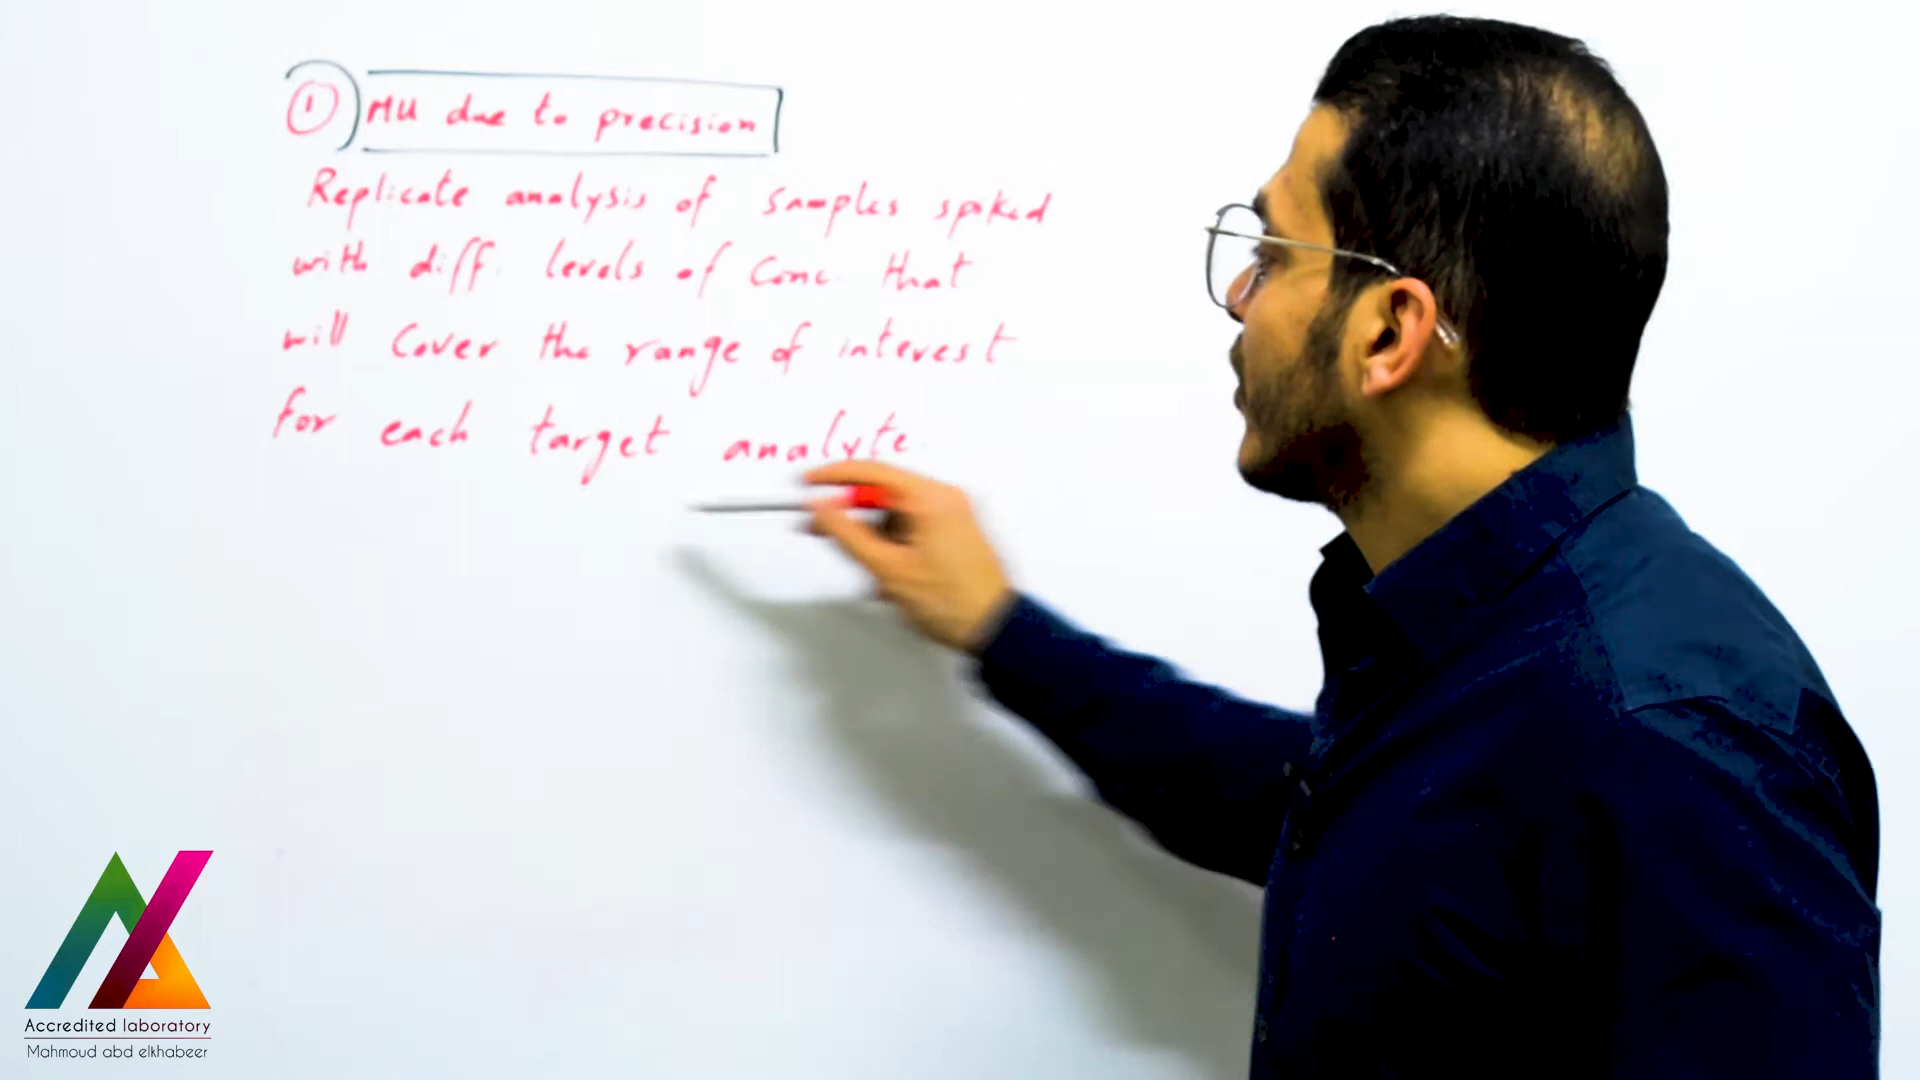 ① MU due to precision
Replicate analysis of samples spiked
with diff. levels of conc. that
will cover the range of interest
for each target analyte.
Accredited laboratory
Mahmoud abd elkhabeer